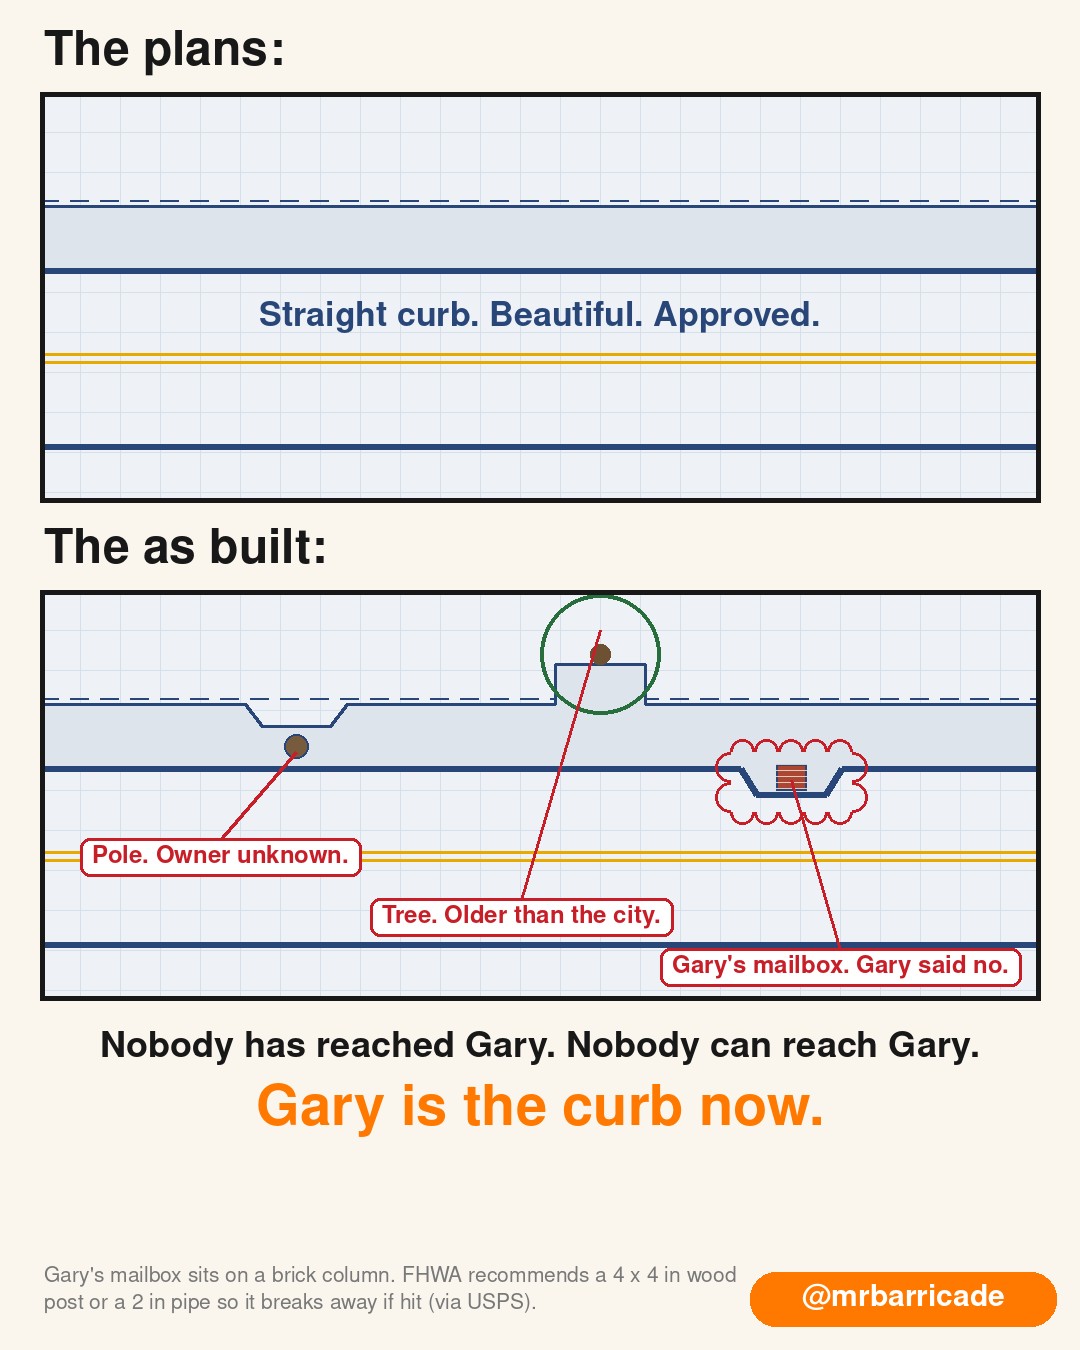 The plans:
Straight curb. Beautiful. Approved.
The as built:
Pole. Owner unknown.
Tree. Older than the city.
Gary's mailbox. Gary said no.
Nobody has reached Gary. Nobody can reach Gary.
Gary is the curb now.
Gary's mailbox sits on a brick column. FHWA recommends a 4 x 4 in wood
post or a 2 in pipe so it breaks away if hit (via USPS).
@mrbarricade